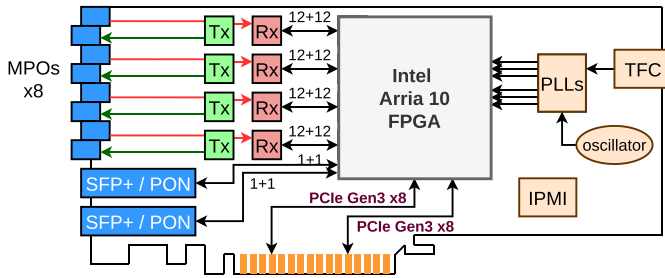 MPOs
x8
Tx
Rx
12+12
Tx
Rx
12+12
Tx
Rx
12+12
Tx
Rx
12+12
1+1
1+1
SFP+ / PON
SFP+ / PON
Intel
Arria 10
FPGA
PCIe Gen3 x8
PCIe Gen3 x8
PLLs
TFC
oscillator
IPMI